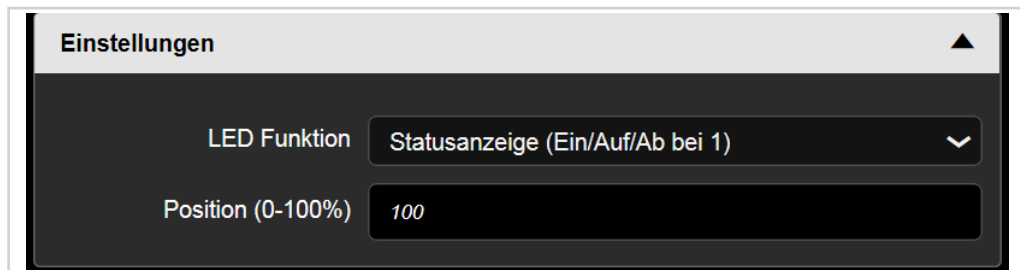 Einstellungen
LED Funktion Statusanzeige (Ein/Auf/Ab bei 1)
Position (0-100%) 100